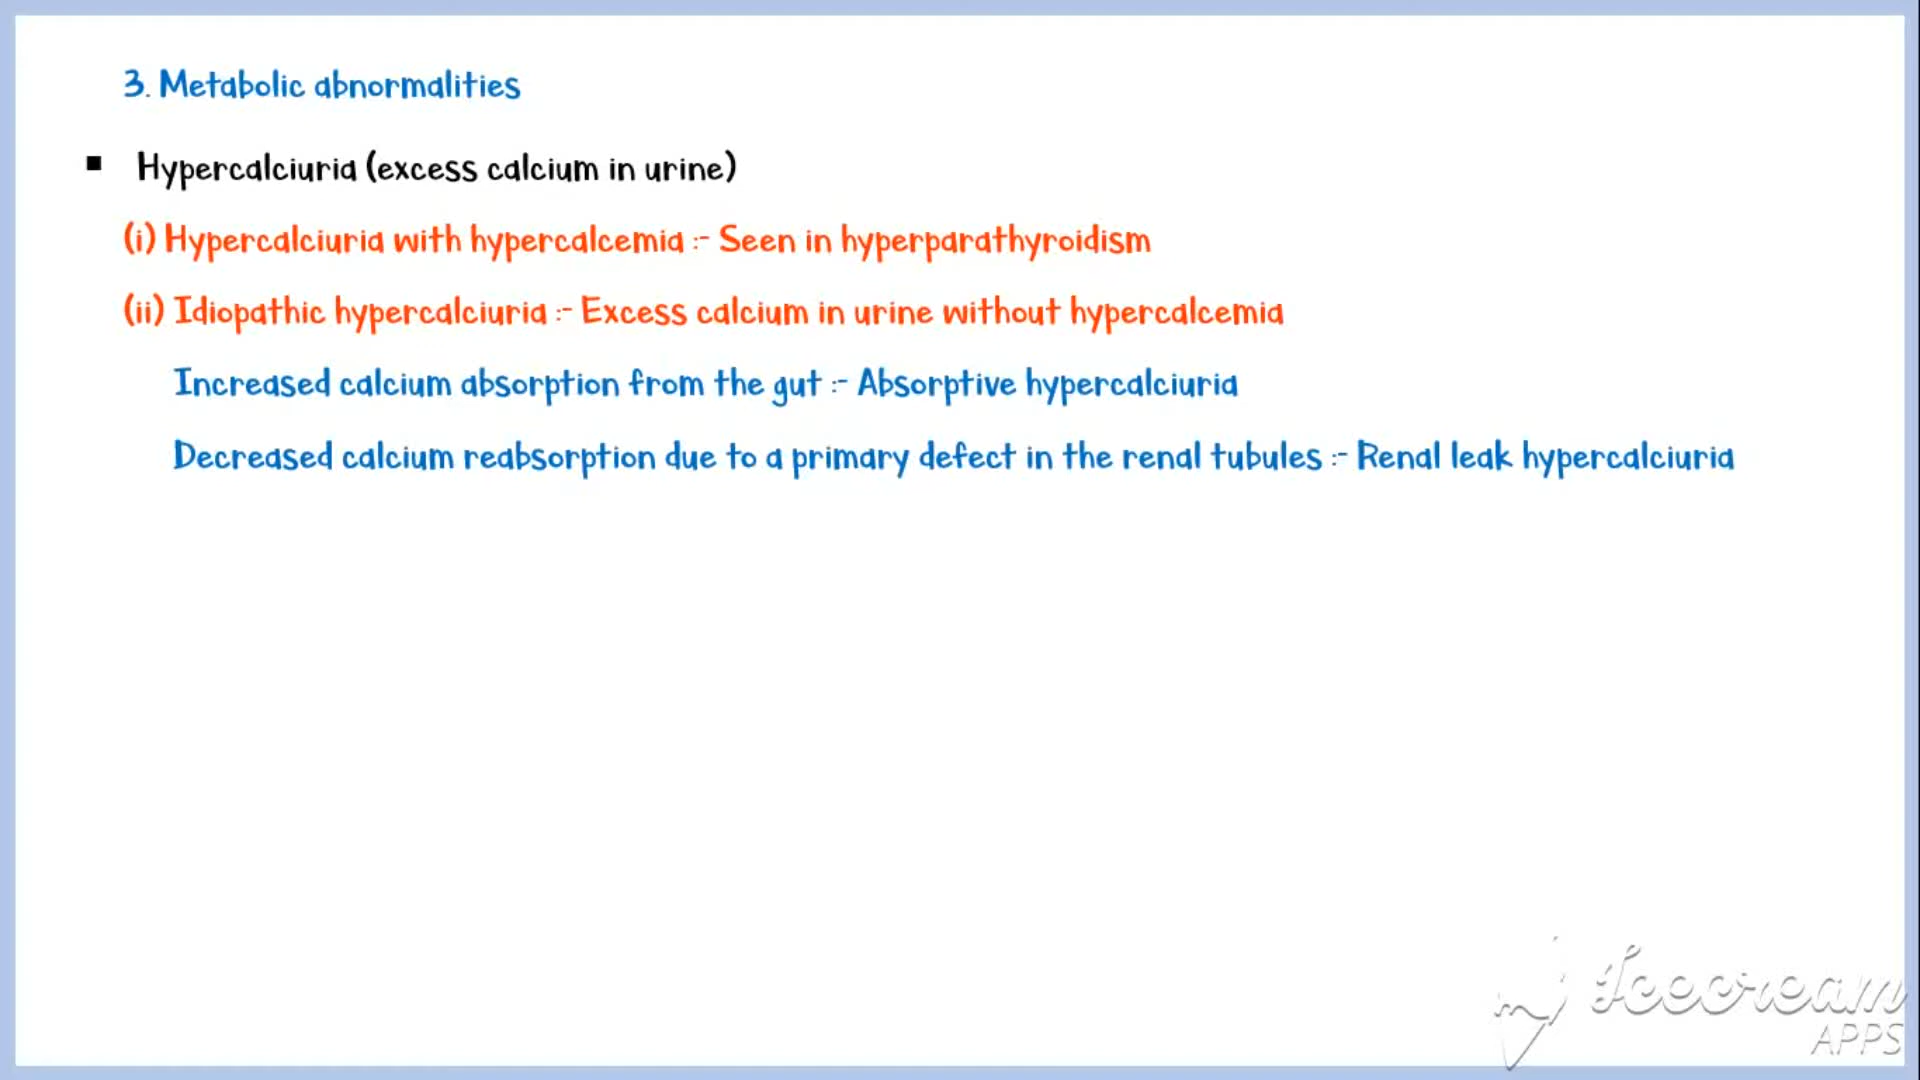 3. Metabolic abnormalities
▪ Hypercalciuria (excess calcium in urine)
(i) Hypercalciuria with hypercalcemia :- Seen in hyperparathyroidism
(ii) Idiopathic hypercalciuria :- Excess calcium in urine without hypercalcemia
Increased calcium absorption from the gut :- Absorptive hypercalciuria
Decreased calcium reabsorption due to a primary defect in the renal tubules :- Renal leak hypercalciuria
Icecream
APPS